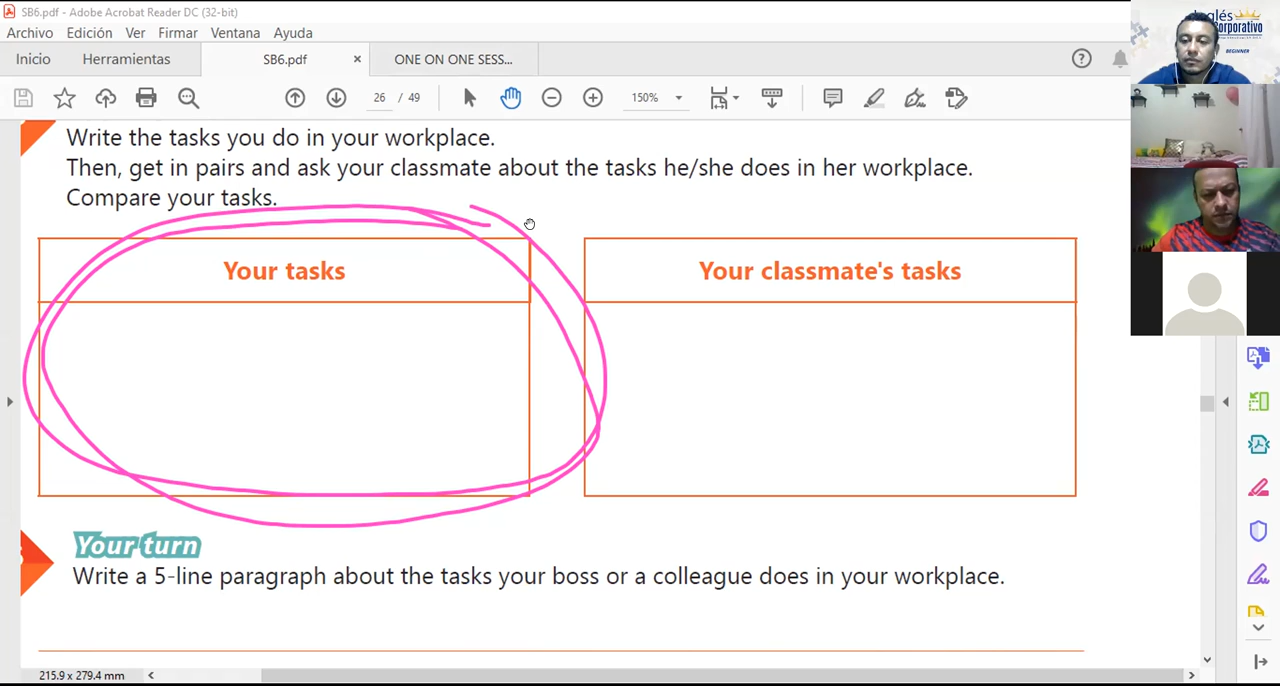 SB6.pdf - Adobe Acrobat Reader DC (32-bit)
Archivo Edición Ver Firmar Ventana Ayuda
Inicio Herramientas SB6.pdf × ONE ON ONE SESS...
26 / 49 150%
Write the tasks you do in your workplace.
Then, get in pairs and ask your classmate about the tasks he/she does in her workplace.
Compare your tasks.
Your tasks Your classmate's tasks
Your turn
Write a 5-line paragraph about the tasks your boss or a colleague does in your workplace.
215.9 x 279.4 mm
BEGINNER